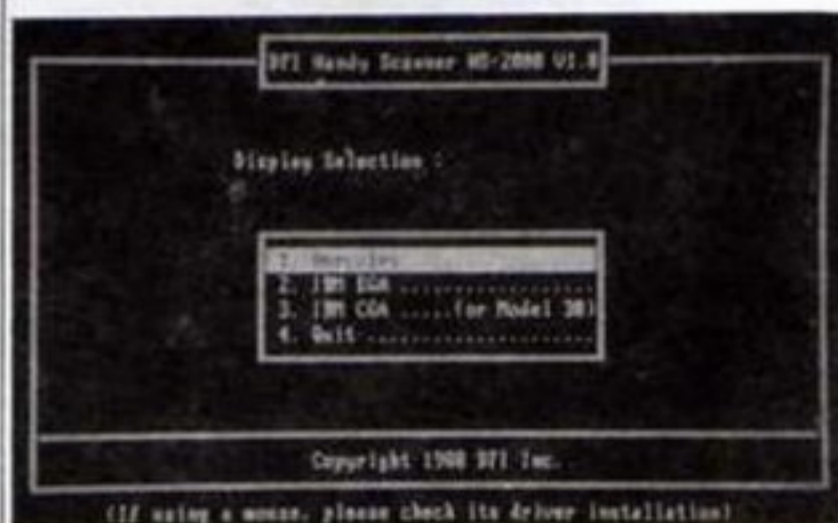 DFI Handy Scanner HS-2000 V1.0
Display Selection :
1. Hercules
2. IBM EGA ..................
3. IBM CGA .....(or Model 30)
4. Quit .....................
Copyright 1988 DFI Inc.
(If using a mouse, please check its driver installation)